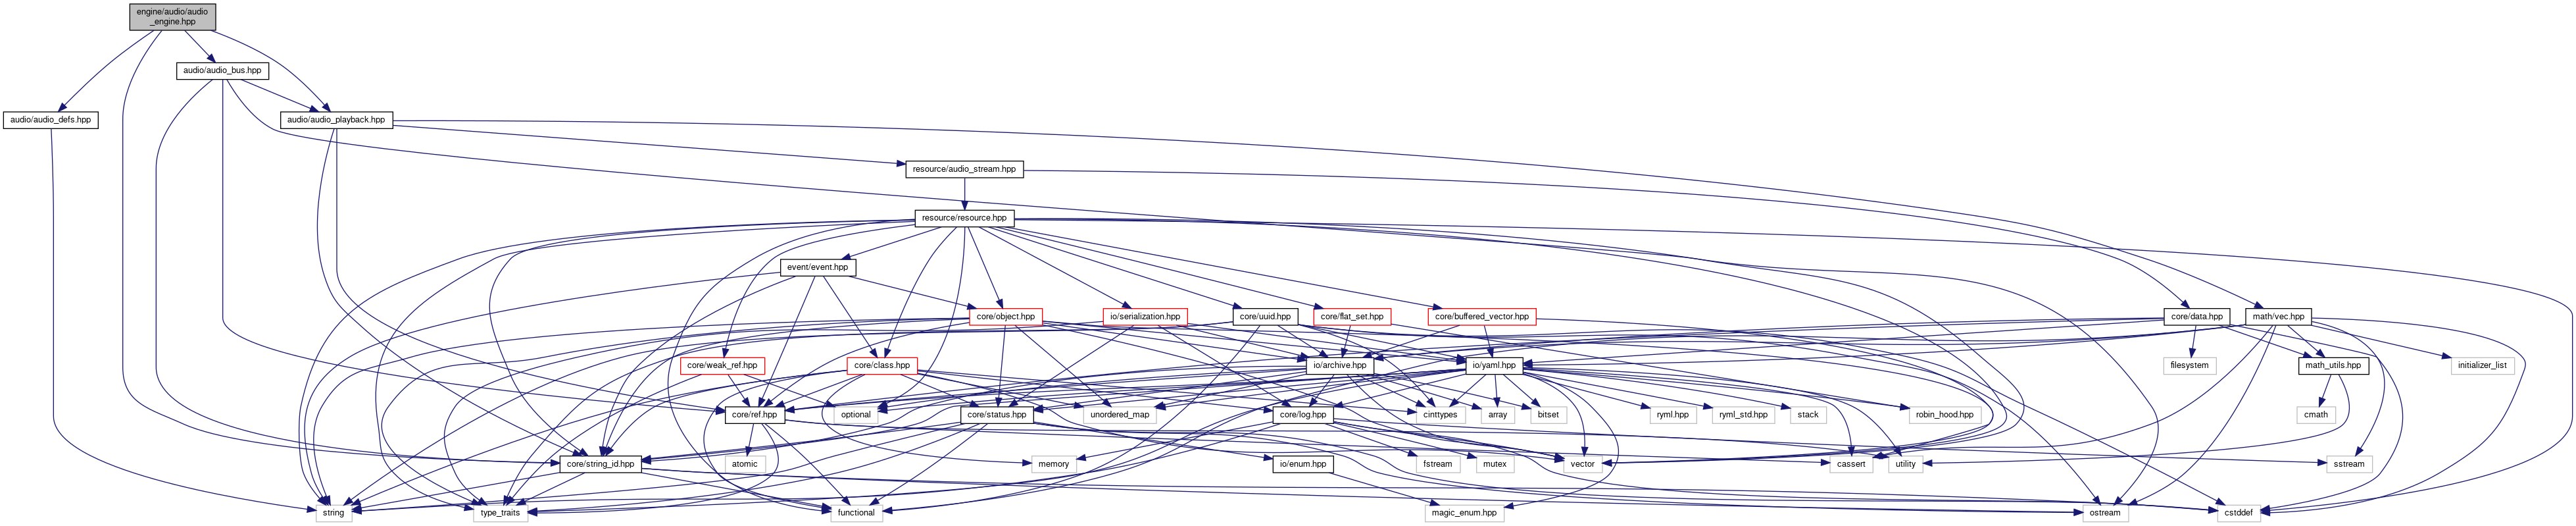 engine/audio/audio
_engine.hpp
audio/audio_bus.hpp
audio/audio_defs.hpp
audio/audio_playback.hpp
resource/audio_stream.hpp
resource/resource.hpp
event/event.hpp
core/object.hpp
io/serialization.hpp
core/uuid.hpp
core/flat_set.hpp
core/buffered_vector.hpp
core/data.hpp
math/vec.hpp
core/weak_ref.hpp
core/class.hpp
io/archive.hpp
io/yaml.hpp
filesystem
math_utils.hpp
initializer_list
core/ref.hpp
optional
core/status.hpp
unordered_map
core/log.hpp
cinttypes
array
bitset
ryml.hpp
ryml_std.hpp
stack
robin_hood.hpp
cmath
core/string_id.hpp
atomic
memory
io/enum.hpp
fstream
mutex
vector
cassert
utility
sstream
string
type_traits
functional
magic_enum.hpp
ostream
cstddef